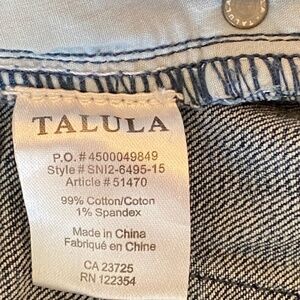 TALULA
TALULA
P.O.# 4500049849
Style # SNI2-6495-15
Article # 51470
99% Cotton/Coton
1% Spandex
Made in China
Fabriqué en Chine
CA 23725
RN 122354